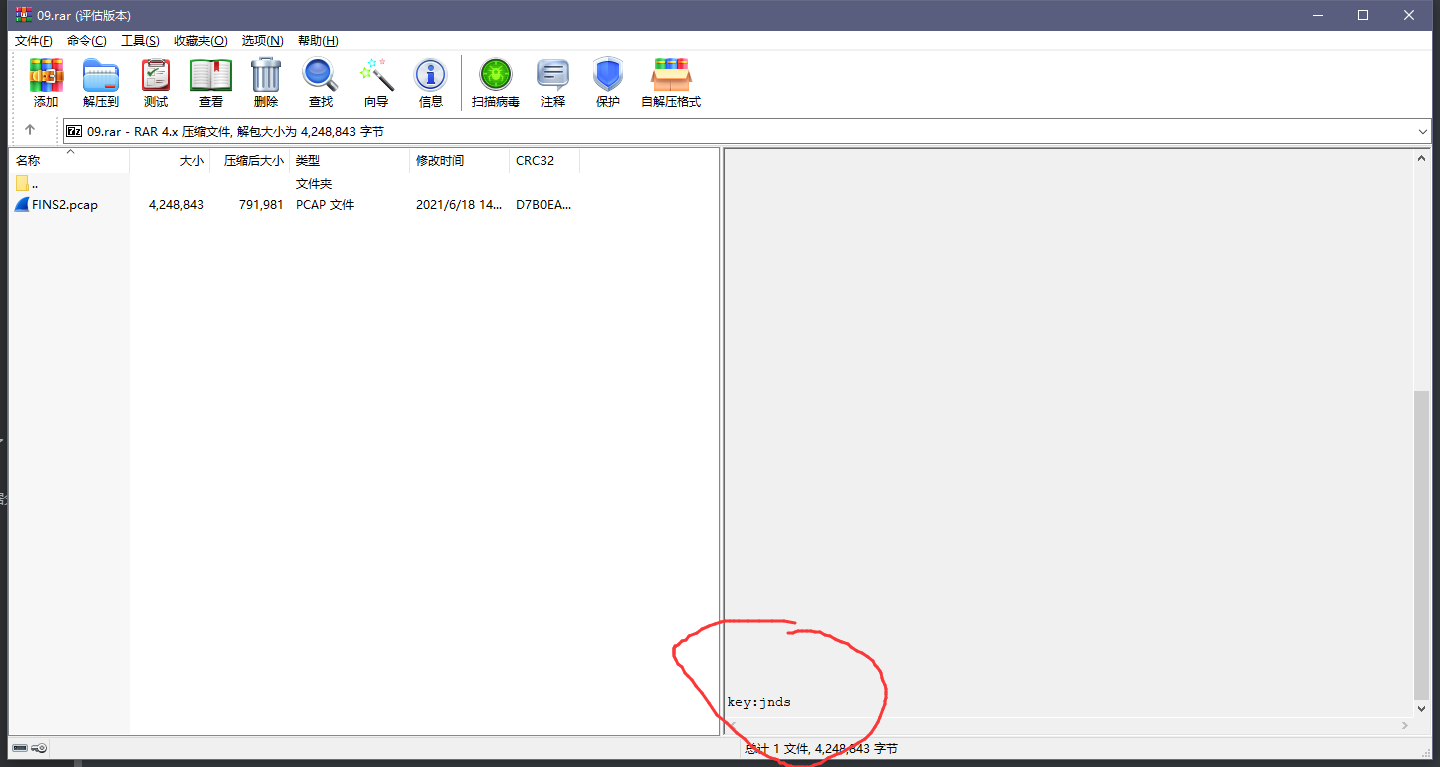 09.rar (评估版本)
文件(F) 命令(C) 工具(S) 收藏夹(O) 选项(N) 帮助(H)
添加 解压到 测试 查看 删除 查找 向导 信息 扫描病毒 注释 保护 自解压格式
09.rar - RAR 4.x 压缩文件, 解包大小为 4,248,843 字节
名称 大小 压缩后大小 类型 修改时间 CRC32
.. 文件夹
FINS2.pcap 4,248,843 791,981 PCAP 文件 2021/6/18 14... D7B0EA...
key:jnds
总计 1 文件, 4,248,843 字节